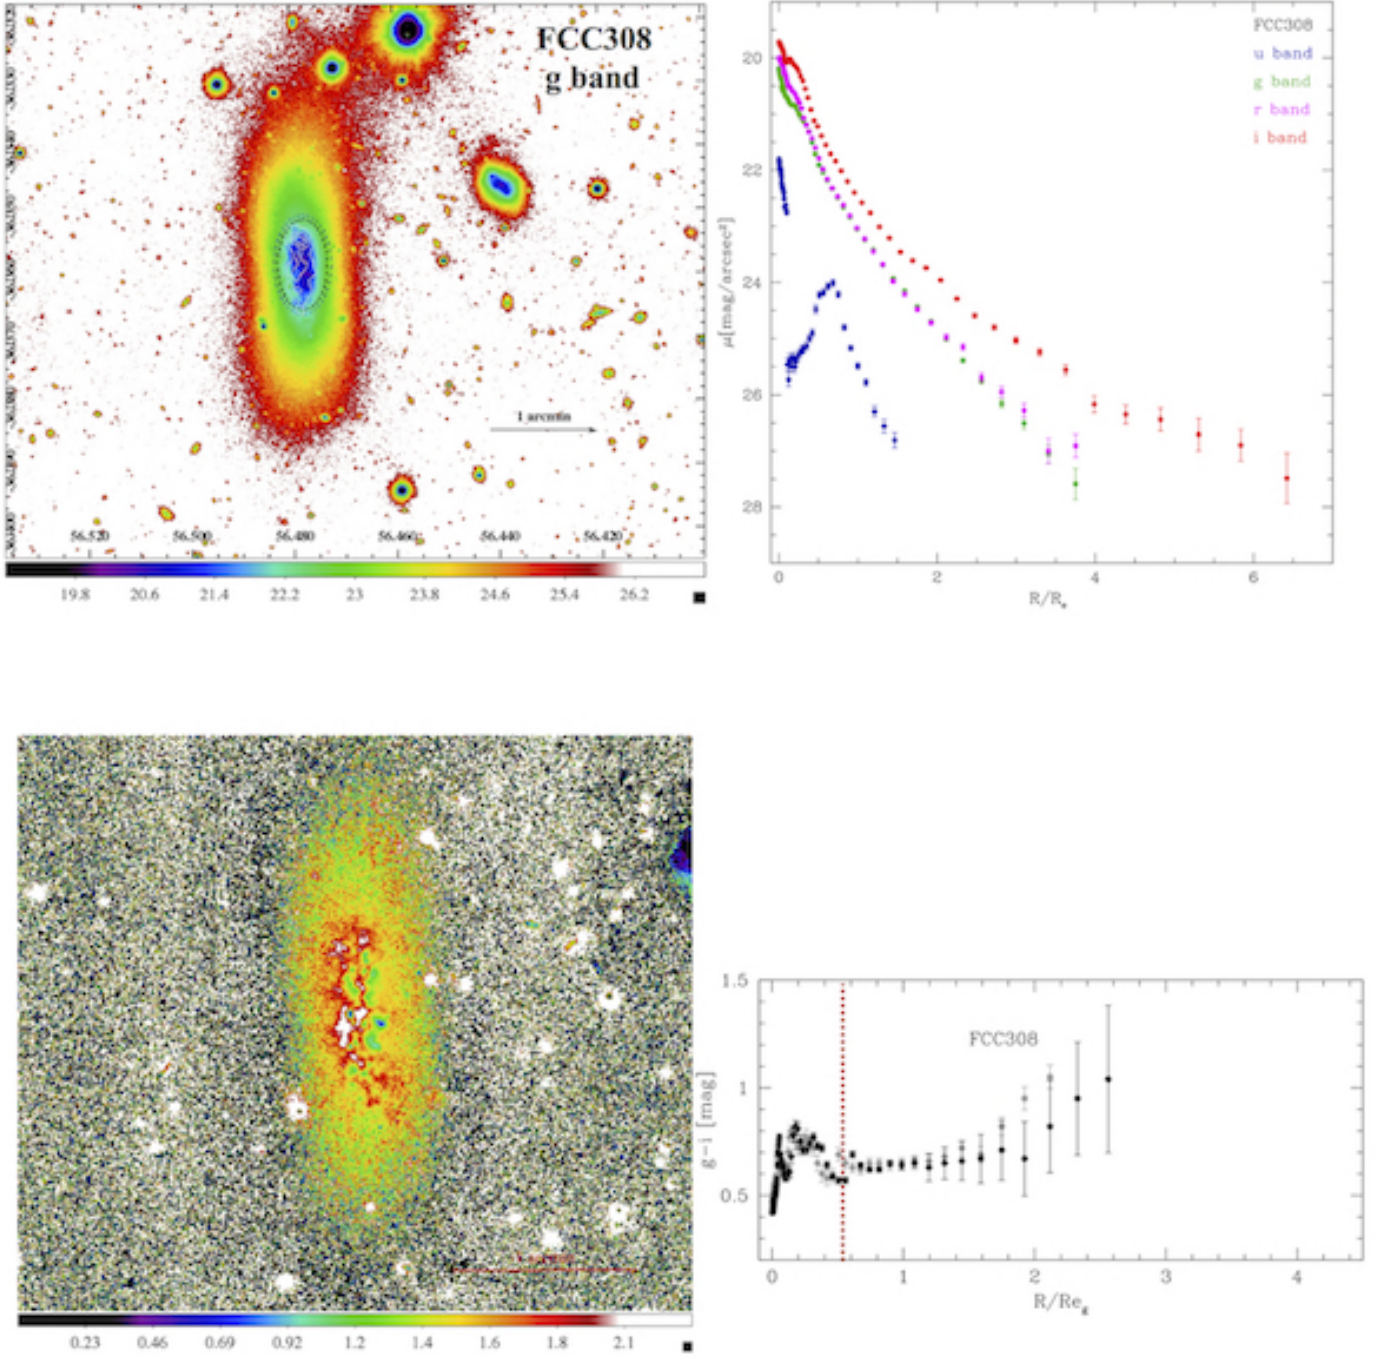 FCC308
g band
1 arcmin
56.520 56.500 56.480 56.460 56.440 56.420
19.8 20.6 21.4 22.2 23 23.8 24.6 25.4 26.2
FCC308
u band
g band
r band
i band
20
22
24
26
28
μ[mag/arcsec²]
0 2 4 6
R/Rₑ
0.23 0.46 0.69 0.92 1.2 1.4 1.6 1.8 2.1
1.5
1
0.5
g-i [mag]
FCC308
0 1 2 3 4
R/Re_g